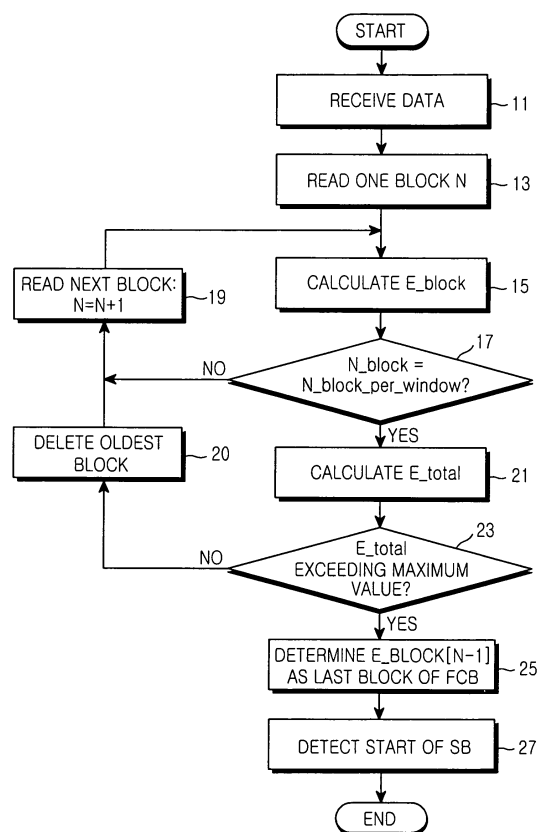 START
RECEIVE DATA
11
READ ONE BLOCK N
13
READ NEXT BLOCK:
N=N+1
19
CALCULATE E_block
15
17
N_block =
N_block_per_window?
NO
YES
DELETE OLDEST
BLOCK
20
CALCULATE E_total
21
23
E_total
EXCEEDING MAXIMUM
VALUE?
NO
YES
DETERMINE E_BLOCK[N-1]
AS LAST BLOCK OF FCB
25
DETECT START OF SB
27
END